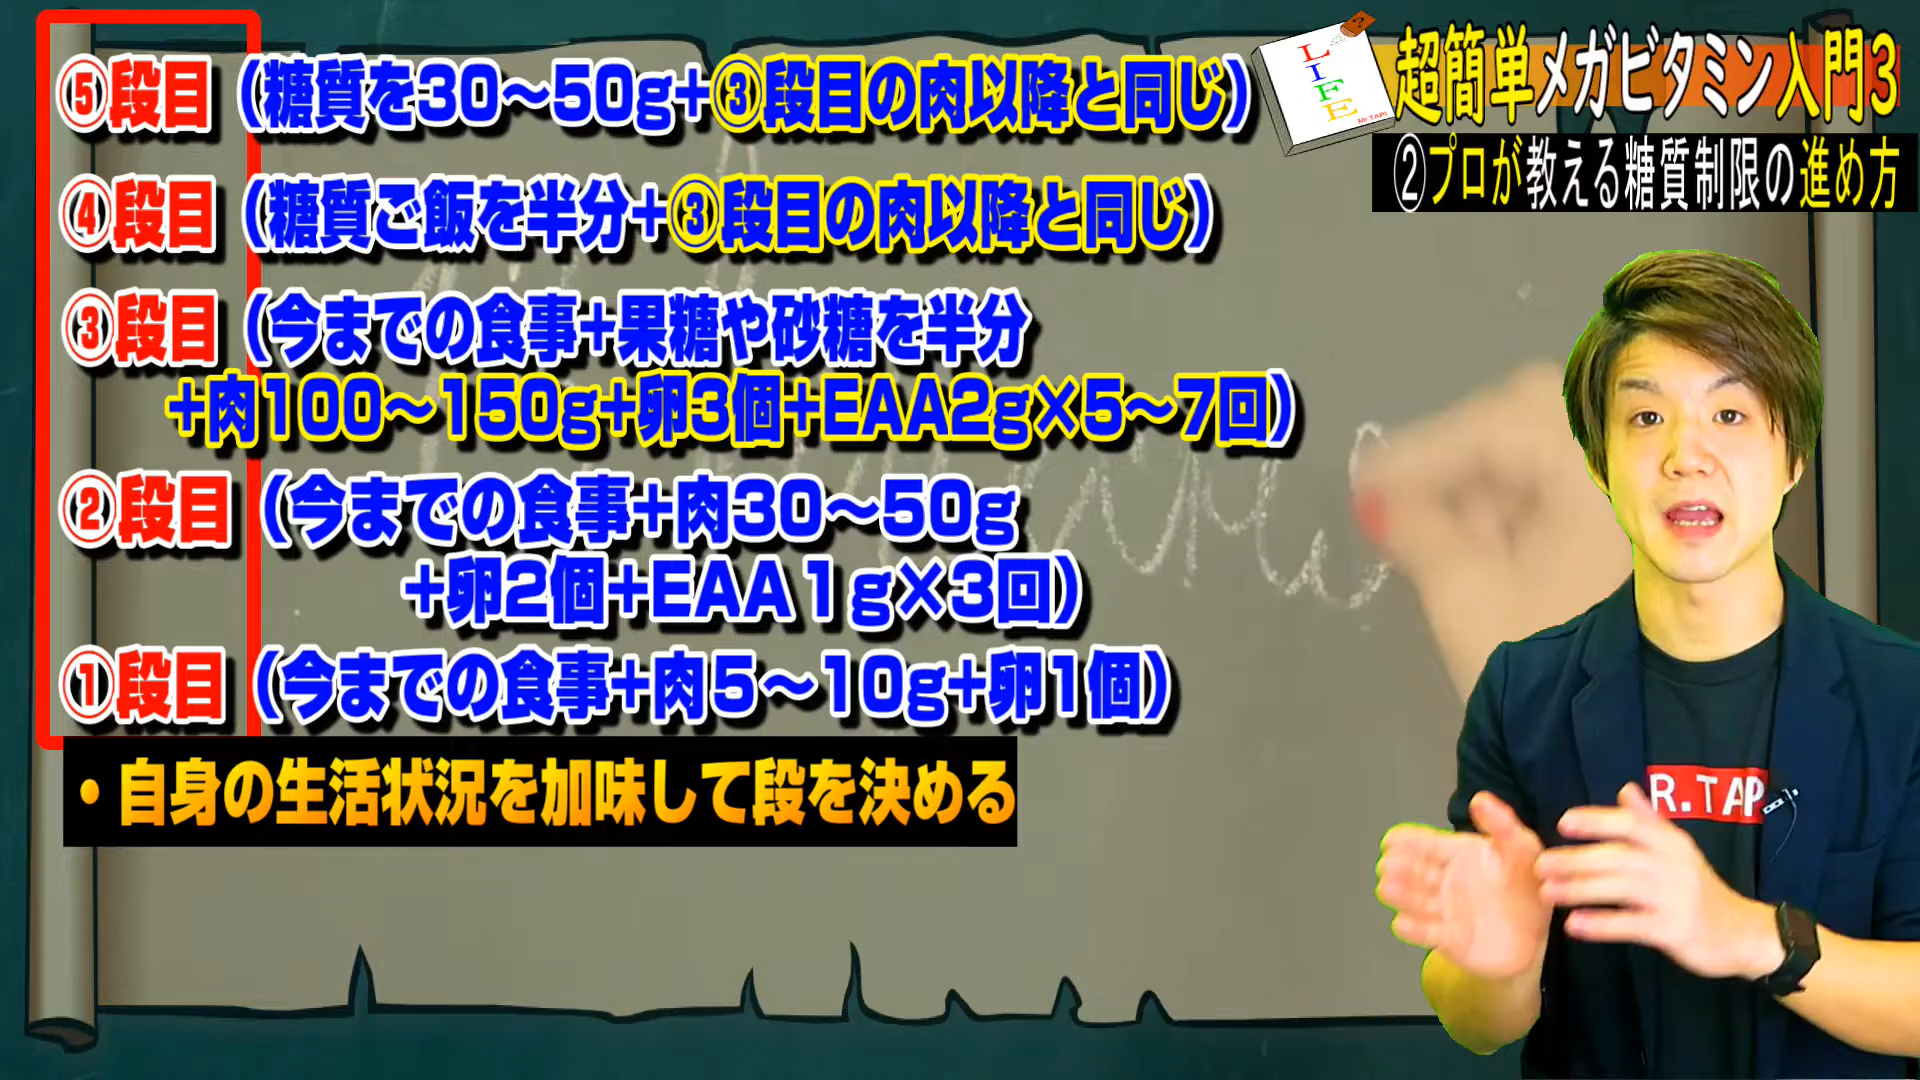 ⑤段目（糖質を30〜50g+③段目の肉以降と同じ）
④段目（糖質ご飯を半分+③段目の肉以降と同じ）
③段目（今までの食事+果糖や砂糖を半分
+肉100〜150g+卵3個+EAA2g×5〜7回）
②段目（今までの食事+肉30〜50g
+卵2個+EAA１g×3回）
①段目（今までの食事+肉５〜10g+卵1個）
・自身の生活状況を加味して段を決める
LIFE
Mr.TAPI
?
超簡単メガビタミン入門3
②プロが教える糖質制限の進め方
R.TAP